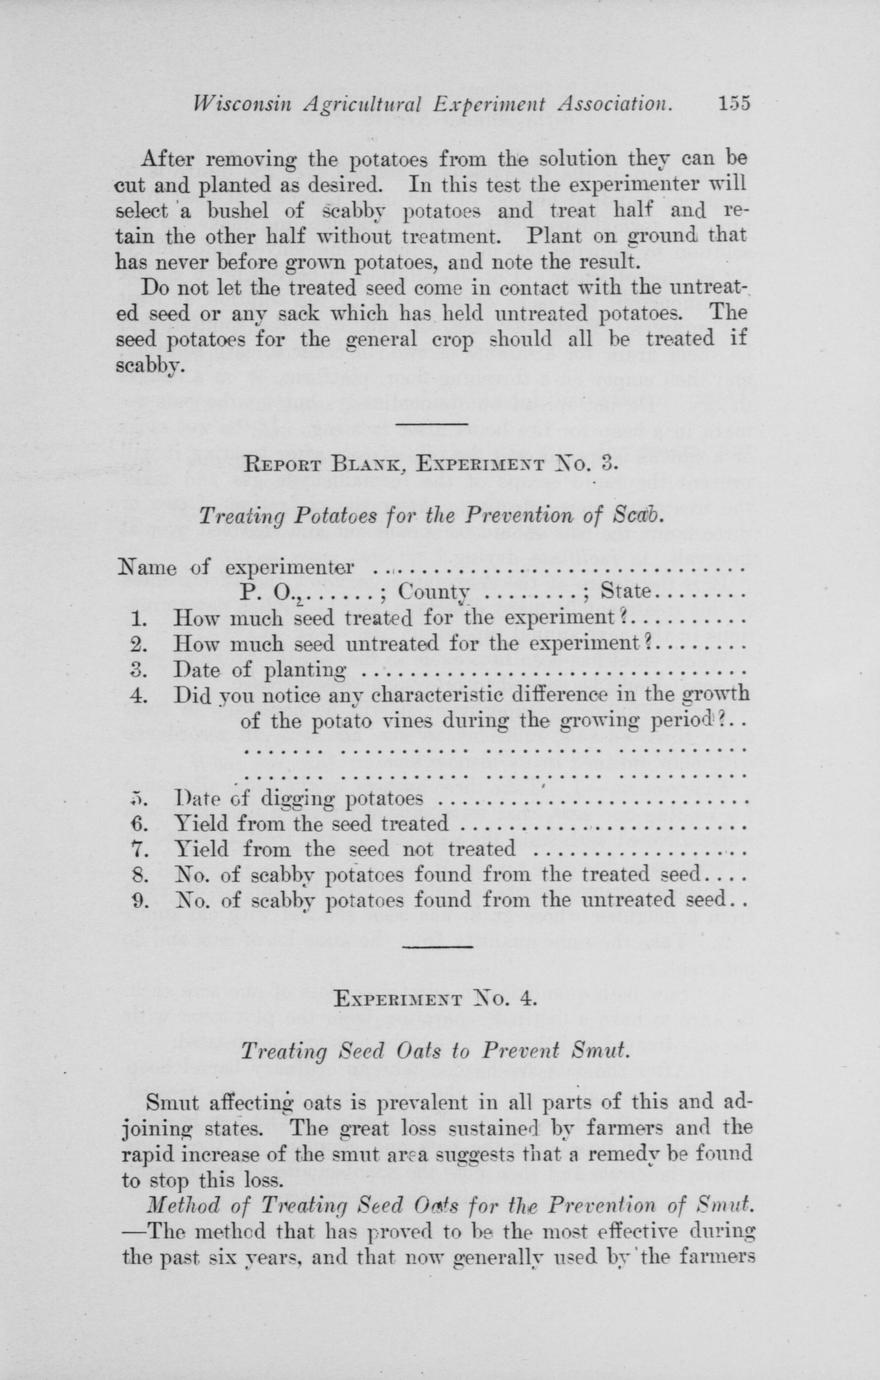 Wisconsin Agricultural Experiment Association. 155
After removing the potatoes from the solution they can be
cut and planted as desired. In this test the experimenter will
select a bushel of scabby potatoes and treat half and re-
tain the other half without treatment. Plant on ground that
has never before grown potatoes, and note the result.
Do not let the treated seed come in contact with the untreat-
ed seed or any sack which has held untreated potatoes. The
seed potatoes for the general crop should all be treated if
scabby.
REPORT BLANK, EXPERIMENT NO. 3.
Treating Potatoes for the Prevention of Scab.
Name of experimenter ...............................
P. O., ......; County ........; State........
1. How much seed treated for the experiment?..........
2. How much seed untreated for the experiment?........
3. Date of planting ................................
4. Did you notice any characteristic difference in the growth
of the potato vines during the growing period?..
....... ........... .......... ...........
....... ........... .......... ...........
5. Date of digging potatoes ..........................
6. Yield from the seed treated ........................
7. Yield from the seed not treated ..................
8. No. of scabby potatoes found from the treated seed....
9. No. of scabby potatoes found from the untreated seed..
EXPERIMENT NO. 4.
Treating Seed Oats to Prevent Smut.
Smut affecting oats is prevalent in all parts of this and ad-
joining states. The great loss sustained by farmers and the
rapid increase of the smut area suggests that a remedy be found
to stop this loss.
Method of Treating Seed Oats for the Prevention of Smut.
—The method that has proved to be the most effective during
the past six years, and that now generally used by the farmers